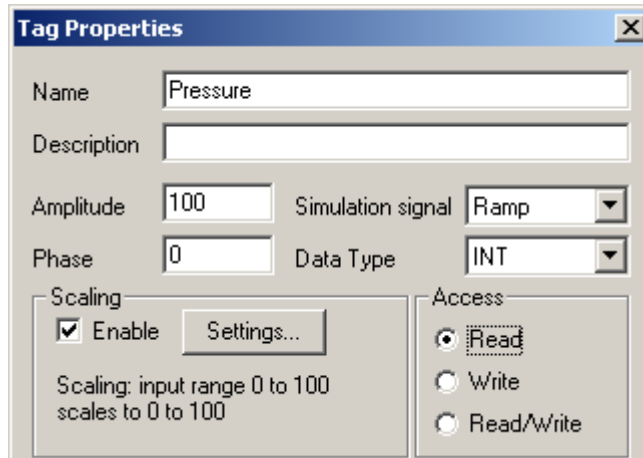 Tag Properties
Name Pressure
Description
Amplitude 100 Simulation signal Ramp
Phase 0 Data Type INT
Scaling
Enable Settings...
Scaling: input range 0 to 100
scales to 0 to 100
Access
Read
Write
Read/Write